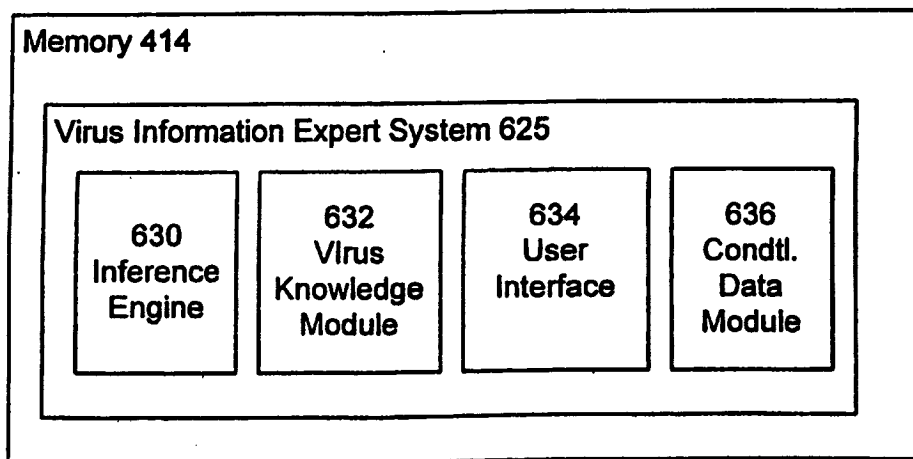 Memory 414
Virus Information Expert System 625
630
Inference
Engine
632
Virus
Knowledge
Module
634
User
Interface
636
Condtl.
Data
Module